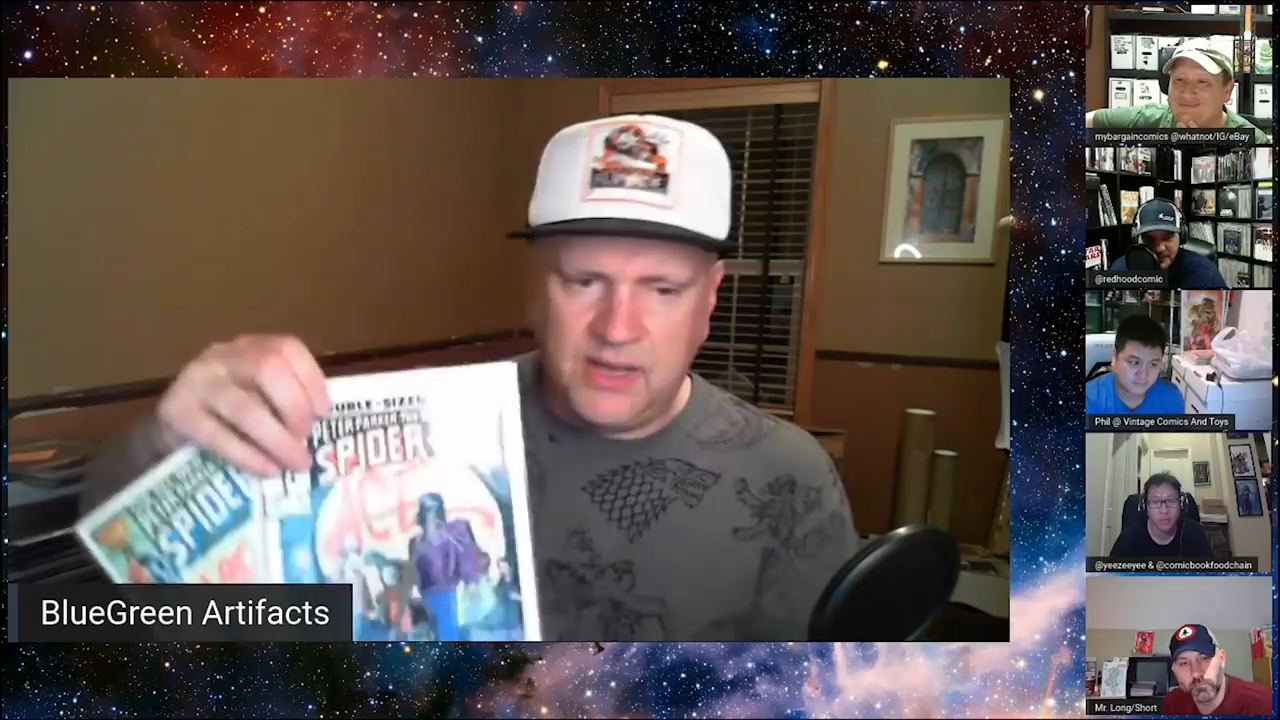 mybargaincomics @whatnot/IG/eBay
@redhoodcomic
Phil @ Vintage Comics And Toys
@yeezeeyee & @comicbookfoodchain
Mr. Long/Short
PETER PARKER THE
SPIDER
SPIDE
BlueGreen Artifacts